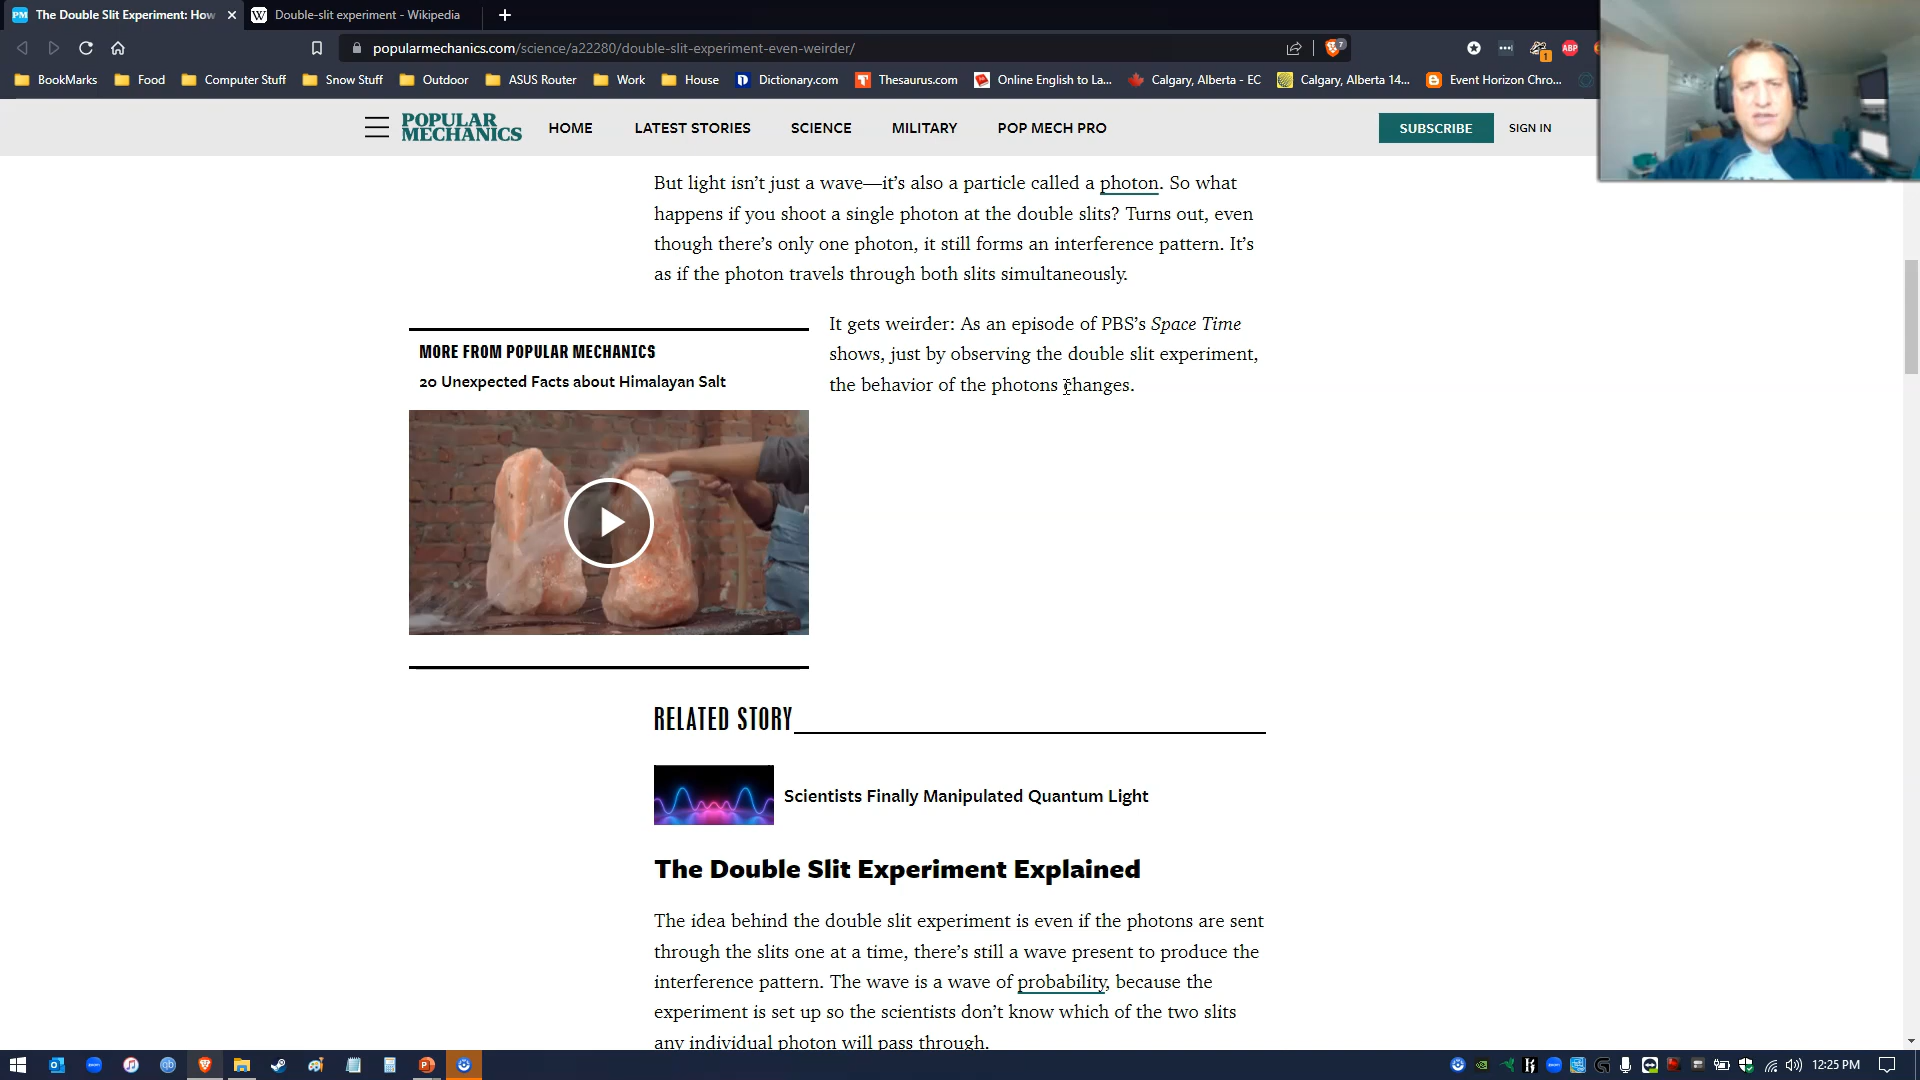 The Double Slit Experiment: How
Double-slit experiment - Wikipedia
popularmechanics.com/science/a22280/double-slit-experiment-even-weirder/
7
1
ABP
BookMarks
Food
Computer Stuff
Snow Stuff
Outdoor
ASUS Router
Work
House
Dictionary.com
Thesaurus.com
Online English to La...
Calgary, Alberta - EC
Calgary, Alberta 14...
Event Horizon Chro...
POPULAR MECHANICS
HOME
LATEST STORIES
SCIENCE
MILITARY
POP MECH PRO
SUBSCRIBE
SIGN IN
But light isn’t just a wave—it’s also a particle called a photon. So what
happens if you shoot a single photon at the double slits? Turns out, even
though there’s only one photon, it still forms an interference pattern. It’s
as if the photon travels through both slits simultaneously.
MORE FROM POPULAR MECHANICS
20 Unexpected Facts about Himalayan Salt
It gets weirder: As an episode of PBS’s Space Time
shows, just by observing the double slit experiment,
the behavior of the photons changes.
RELATED STORY
Scientists Finally Manipulated Quantum Light
The Double Slit Experiment Explained
The idea behind the double slit experiment is even if the photons are sent
through the slits one at a time, there’s still a wave present to produce the
interference pattern. The wave is a wave of probability, because the
experiment is set up so the scientists don’t know which of the two slits
any individual photon will pass through.
12:25 PM